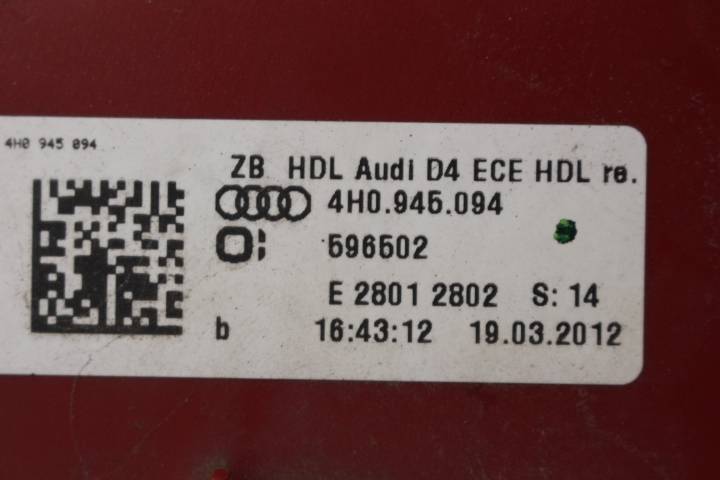 4H0 945 094
ZB HDL Audi D4 ECE HDL re.
4H0.945.094
596502
E 2801 2802 S: 14
b 16:43:12 19.03.2012